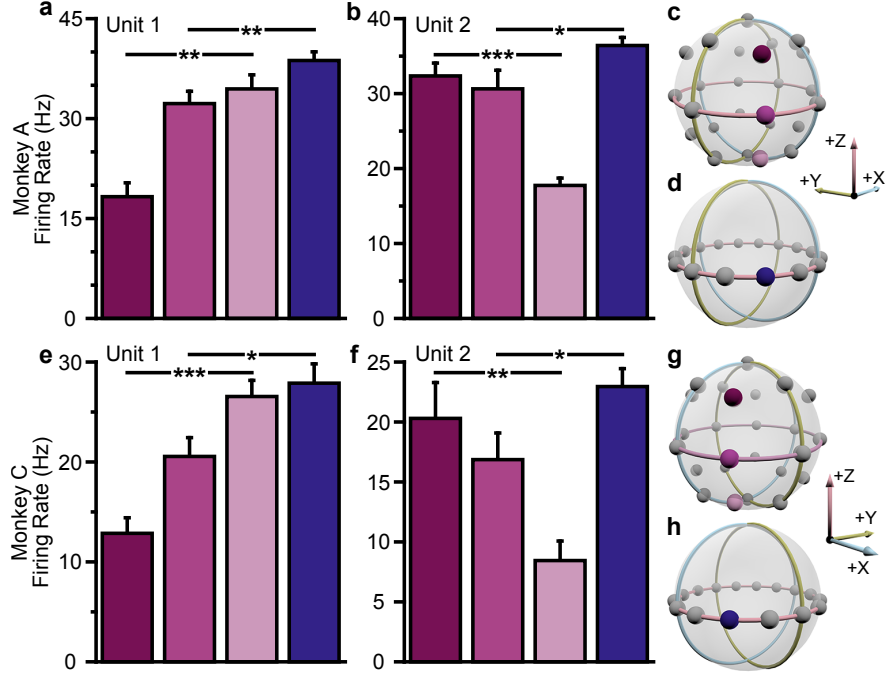 a
Unit 1
Monkey A
Firing Rate (Hz)
45
30
15
0
**
**
b
Unit 2
40
30
20
10
0
***
*
c
+Z
+Y
+X
d
e
Unit 1
Monkey C
Firing Rate (Hz)
30
20
10
0
***
*
f
Unit 2
25
20
15
10
5
0
**
*
g
+Z
+Y
+X
h